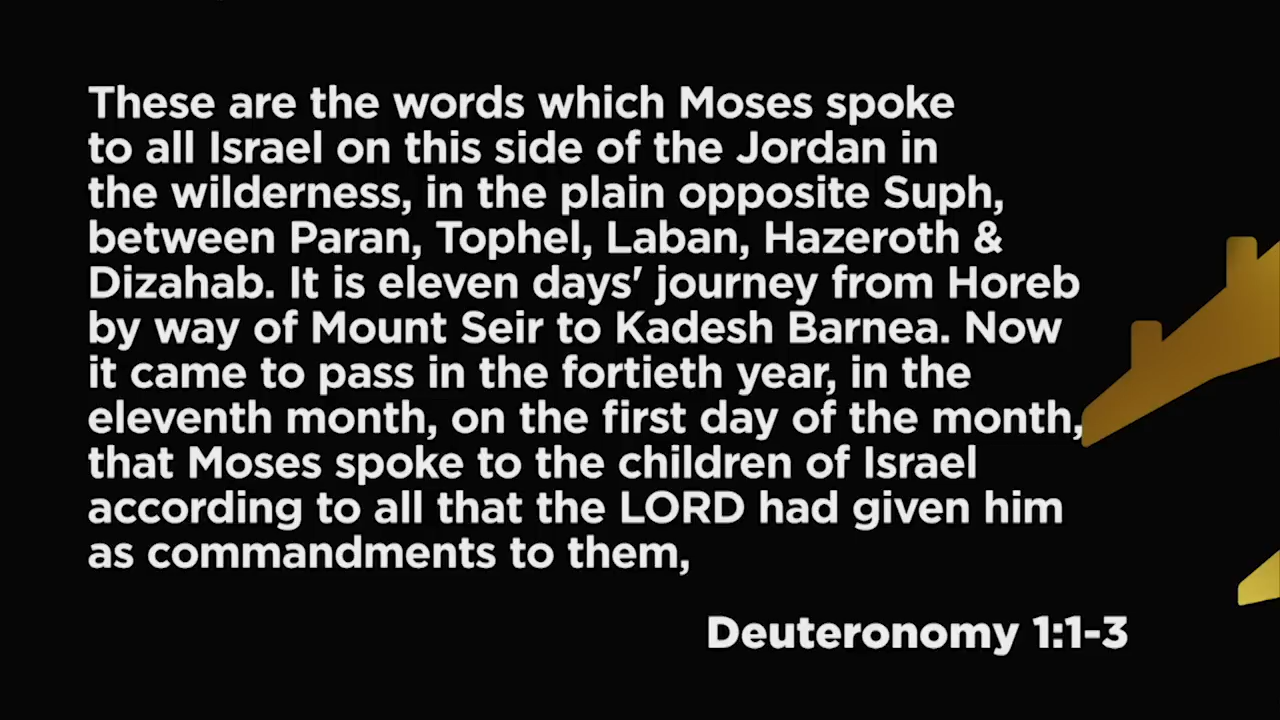 These are the words which Moses spoke
to all Israel on this side of the Jordan in
the wilderness, in the plain opposite Suph,
between Paran, Tophel, Laban, Hazeroth &
Dizahab. It is eleven days' journey from Horeb
by way of Mount Seir to Kadesh Barnea. Now
it came to pass in the fortieth year, in the
eleventh month, on the first day of the month,
that Moses spoke to the children of Israel
according to all that the LORD had given him
as commandments to them,
Deuteronomy 1:1-3